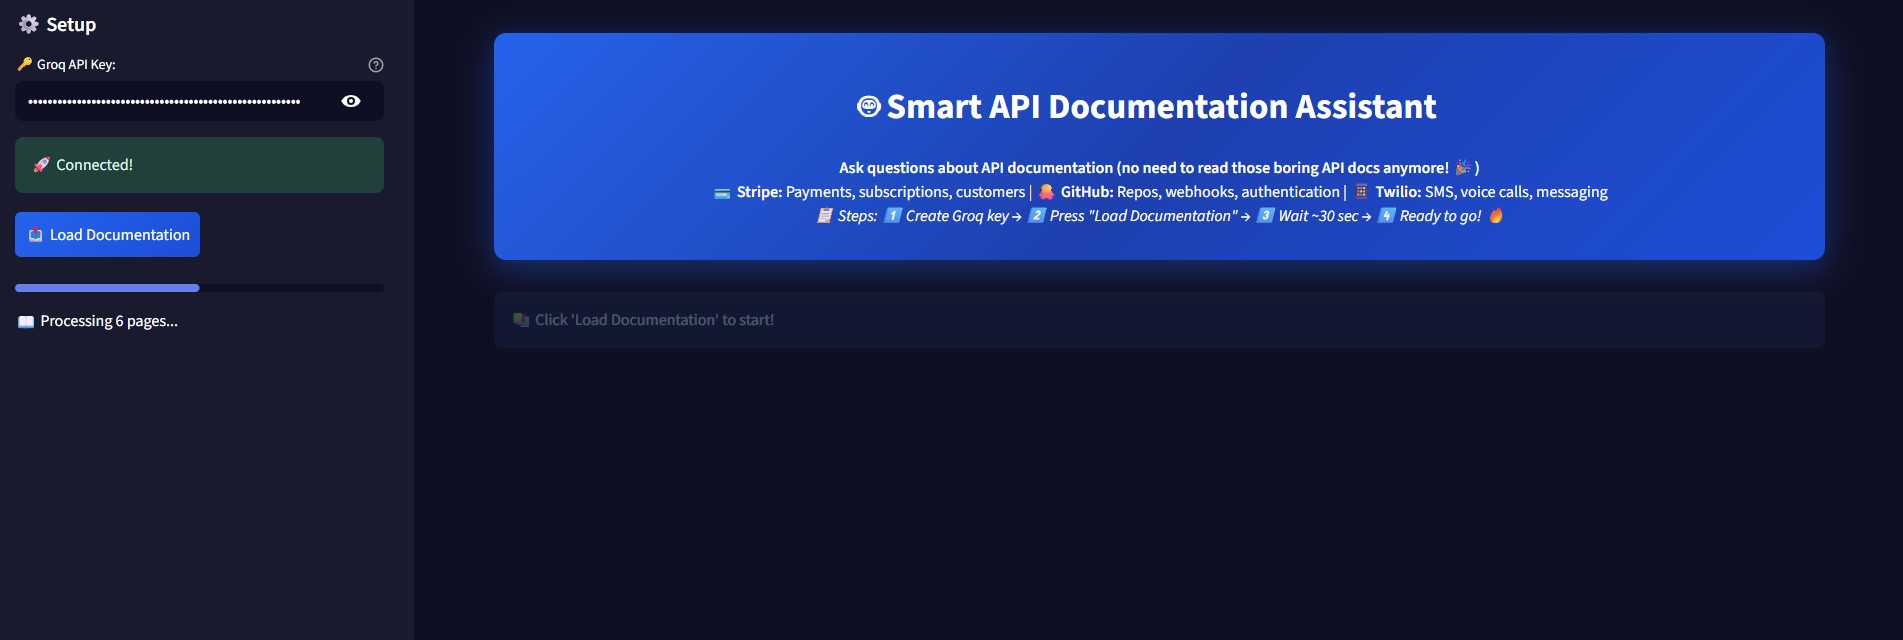 ⚙️ Setup
🔑 Groq API Key:
••••••••••••••••••••••••••••••••••••••••••••••••••••••••
🚀 Connected!
📥 Load Documentation
📖 Processing 6 pages...
🤖 Smart API Documentation Assistant
Ask questions about API documentation (no need to read those boring API docs anymore! 🎉 )
💳 Stripe: Payments, subscriptions, customers | 🐙 GitHub: Repos, webhooks, authentication | 📱 Twilio: SMS, voice calls, messaging
📋 Steps: 1️⃣ Create Groq key → 2️⃣ Press "Load Documentation" → 3️⃣ Wait ~30 sec → 4️⃣ Ready to go! 🔥
📚 Click 'Load Documentation' to start!